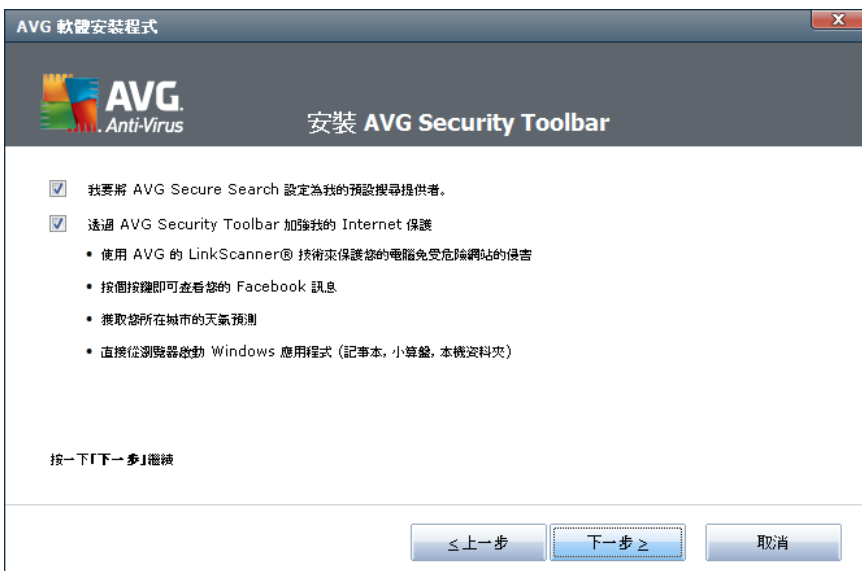 AVG 軟體安裝程式
AVG.
Anti-Virus
安裝 AVG Security Toolbar
我要將 AVG Secure Search 設定為我的預設搜尋提供者。
透過 AVG Security Toolbar 加強我的 Internet 保護
• 使用 AVG 的 LinkScanner® 技術來保護您的電腦免受危險網站的侵害
• 按個按鍵即可查看您的 Facebook 訊息
• 獲取您所在城市的天氣預測
• 直接從瀏覽器啟動 Windows 應用程式 (記事本, 小算盤, 本機資料夾)
按一下「下一步」繼續
≤上一步
下一步≥
取消